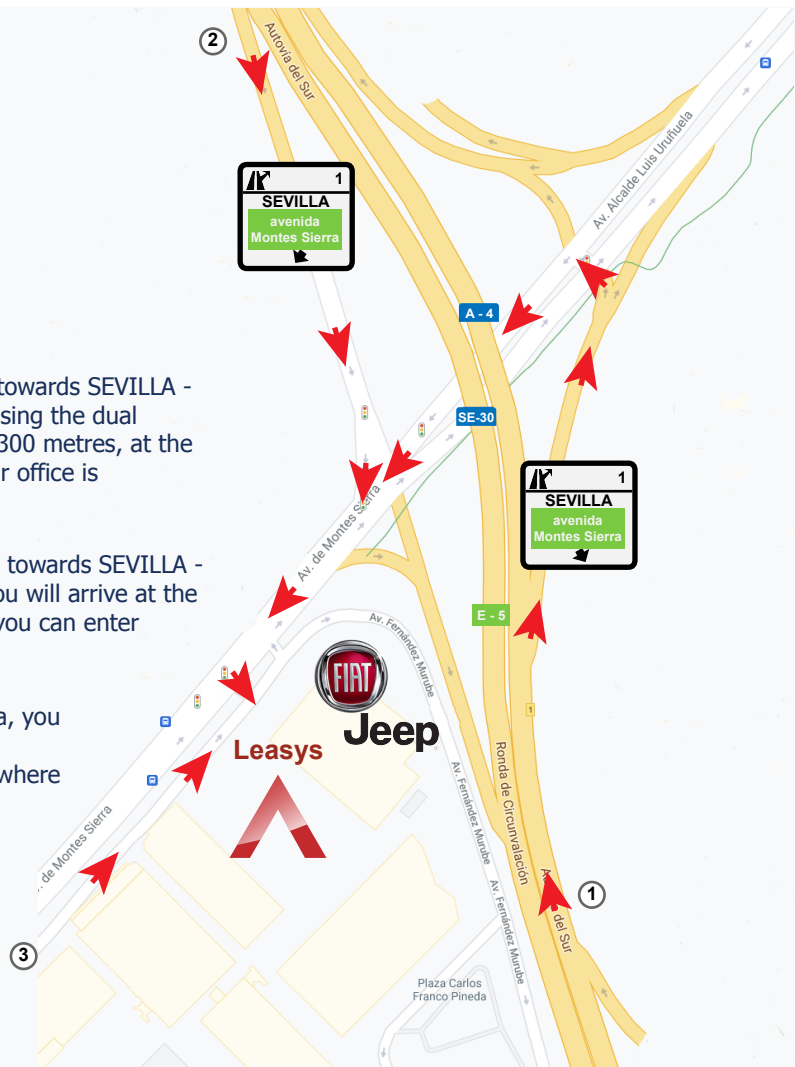 2
Autovía del Sur
1
SEVILLA
avenida
Montes Sierra
Av. Alcalde Luis Uruñuela
A - 4
towards SEVILLA -
sing the dual
300 metres, at the
r office is
SE-30
1
SEVILLA
avenida
Montes Sierra
Av. de Montes Sierra
towards SEVILLA -
ou will arrive at the
you can enter
E - 5
Av. Fernández Murube
FIAT
Jeep
1
a, you
where
Leasys
Ronda de Circunvalación
Av. Fernández Murube
. de Montes Sierra
Av. Fernández Murube
del Sur
1
3
Plaza Carlos
Franco Pineda